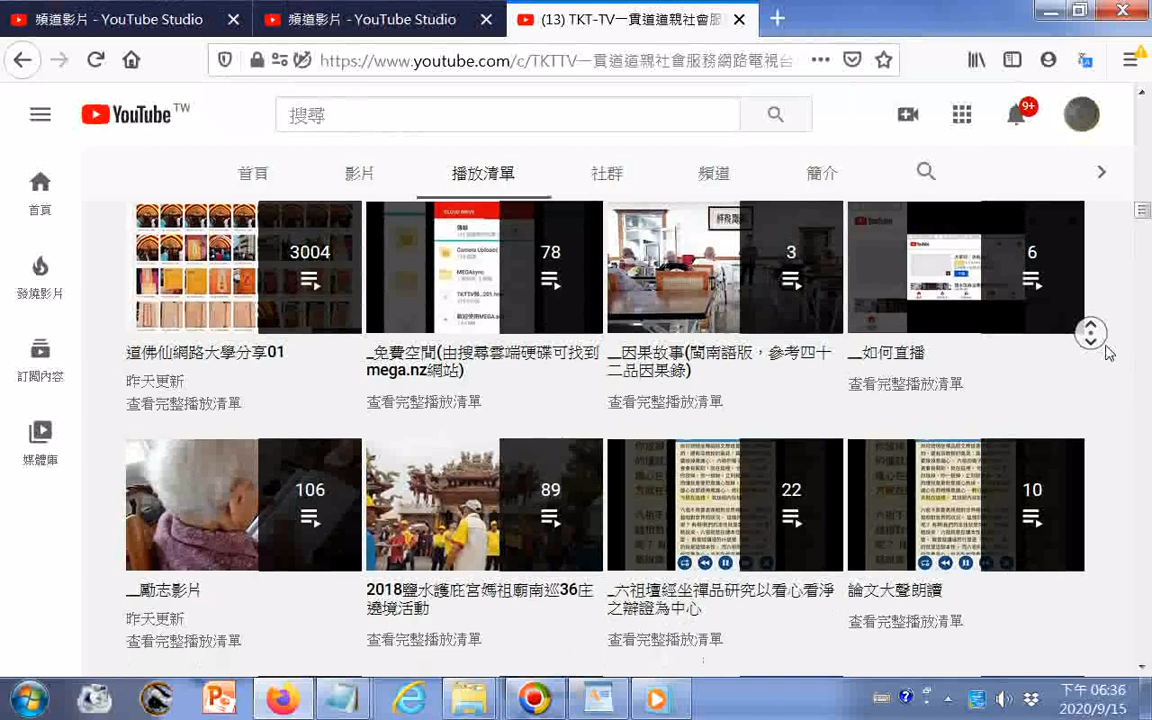 頻道影片 - YouTube Studio
頻道影片 - YouTube Studio
(13) TKT-TV一貫道道親社會服
https://www.youtube.com/c/TKTTV一貫道道親社會服務網路電視台
YouTube TW
搜尋
9+
首頁
影片
播放清單
社群
頻道
簡介
首頁
發燒影片
訂閱內容
媒體庫
3004
道佛仙網路大學分享01
昨天更新
查看完整播放清單
CLOUD DRIVE
Camera Uploads
MEGAsync
78
_免費空間(由搜尋雲端硬碟可找到
mega.nz網站)
查看完整播放清單
3
__因果故事(閩南語版，參考四十
二品因果錄)
查看完整播放清單
YouTube
6
__如何直播
查看完整播放清單
106
__勵志影片
昨天更新
查看完整播放清單
89
2018鹽水護庇宮媽祖廟南巡36庄
遶境活動
查看完整播放清單
22
_六祖壇經坐禪品研究以看心看淨
之辯證為中心
查看完整播放清單
10
論文大聲朗讀
查看完整播放清單
下午 06:36
2020/9/15